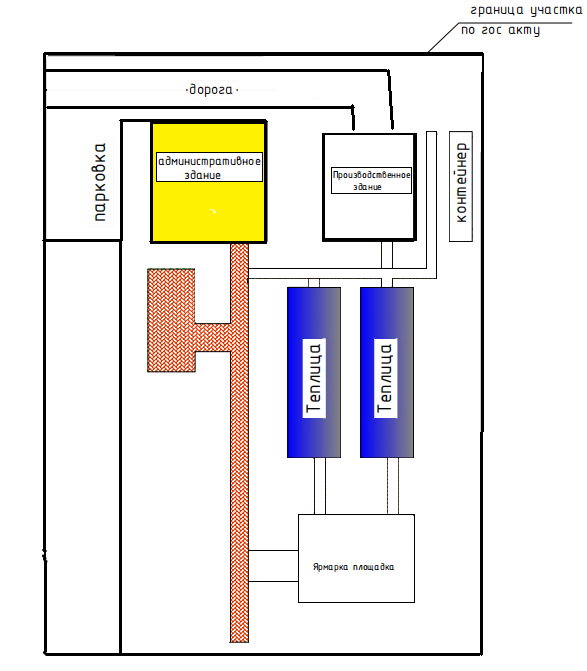 граница участка
по гос акту
дорога
административное
здание
Производственное
здание
парковка
контейнер
Теплица
Теплица
Ярмарка площадка